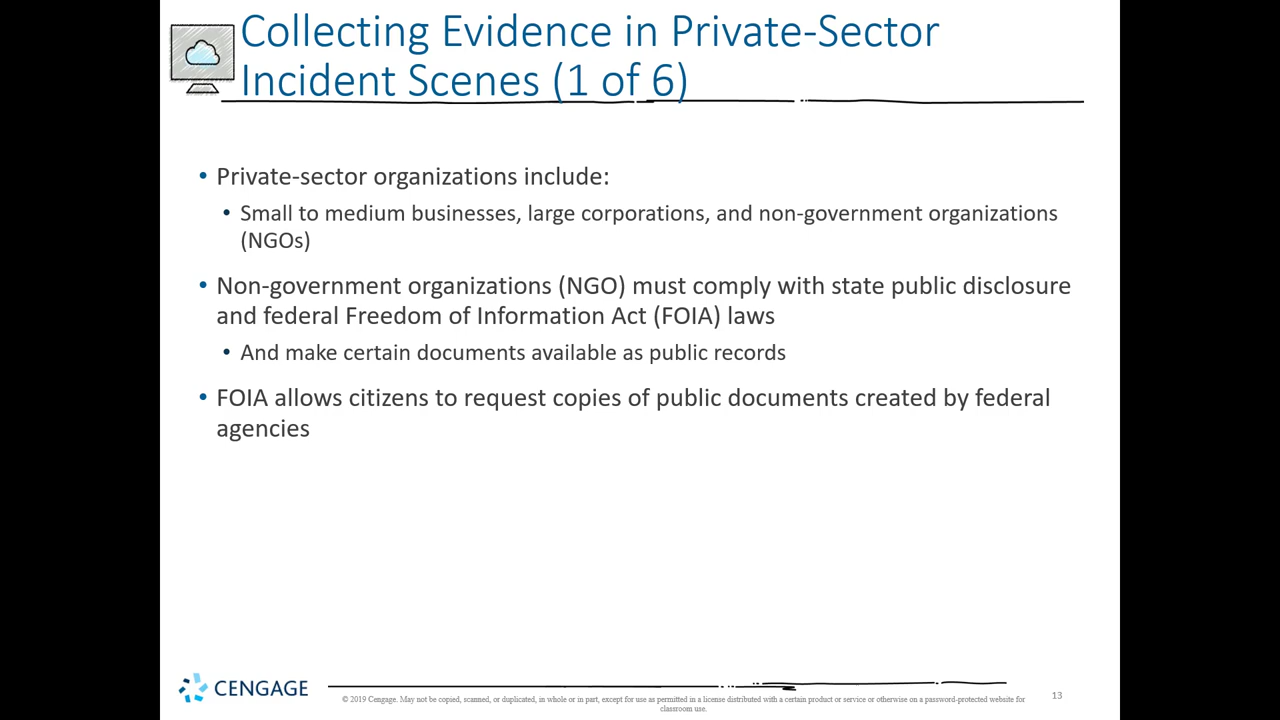 Collecting Evidence in Private-Sector
Incident Scenes (1 of 6)
• Private-sector organizations include:
• Small to medium businesses, large corporations, and non-government organizations
(NGOs)
• Non-government organizations (NGO) must comply with state public disclosure
and federal Freedom of Information Act (FOIA) laws
• And make certain documents available as public records
• FOIA allows citizens to request copies of public documents created by federal
agencies
CENGAGE
© 2019 Cengage. May not be copied, scanned, or duplicated, in whole or in part, except for use as permitted in a license distributed with a certain product or service or otherwise on a password-protected website for
classroom use.
13